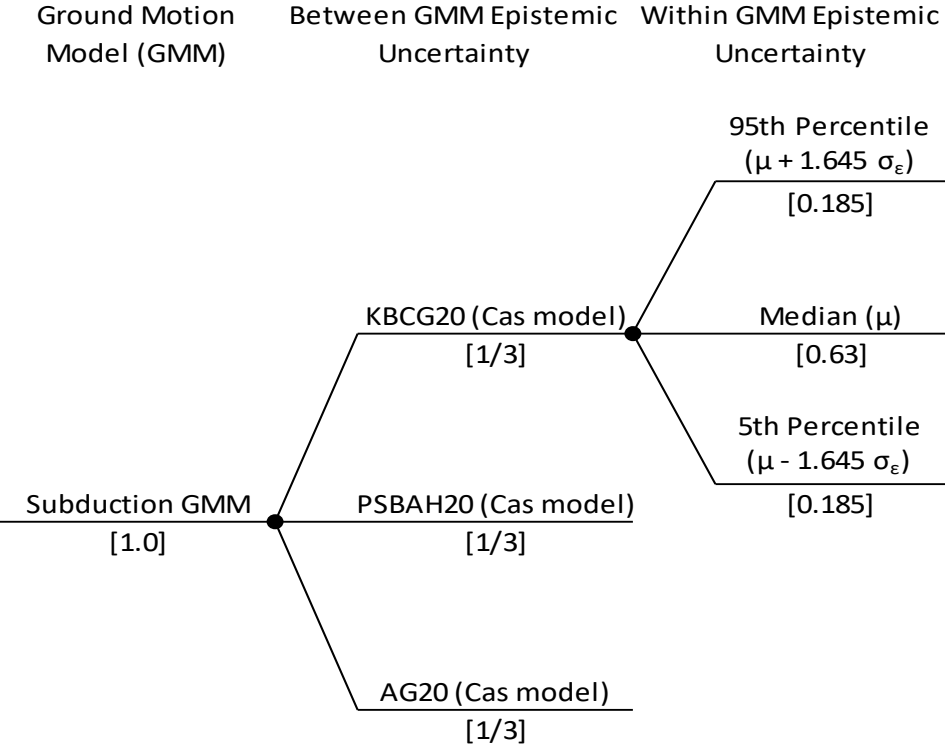 Ground Motion
Model (GMM)
Between GMM Epistemic
Uncertainty
Within GMM Epistemic
Uncertainty
95th Percentile
(μ + 1.645 σε)
[0.185]
KBCG20 (Cas model)
[1/3]
Median (μ)
[0.63]
5th Percentile
(μ - 1.645 σε)
[0.185]
Subduction GMM
[1.0]
PSBAH20 (Cas model)
[1/3]
AG20 (Cas model)
[1/3]